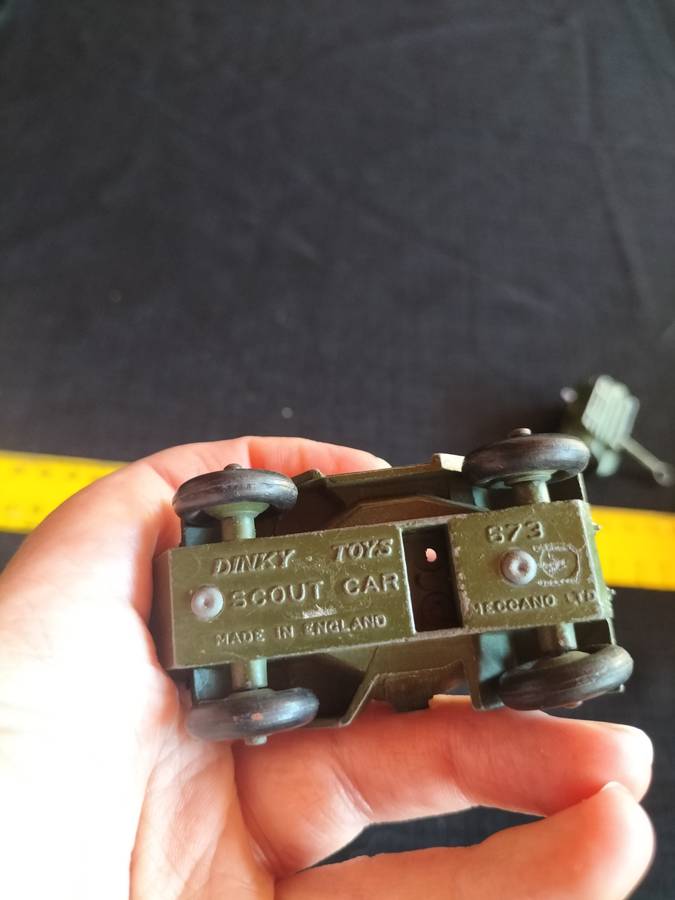 DINKY · TOYS
SCOUT CAR
MADE IN ENGLAND
673
MECCANO LTD